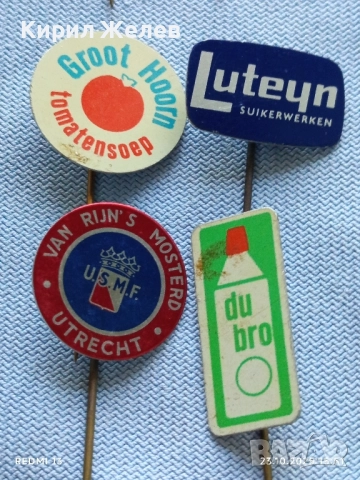 Кирил Желев
Groot Hoorn
tomatensoep
Luteyn
SUIKERWERKEN
VAN RIJN'S MOSTERD
U.S.M.F.
UTRECHT
du
bro
REDMI 13